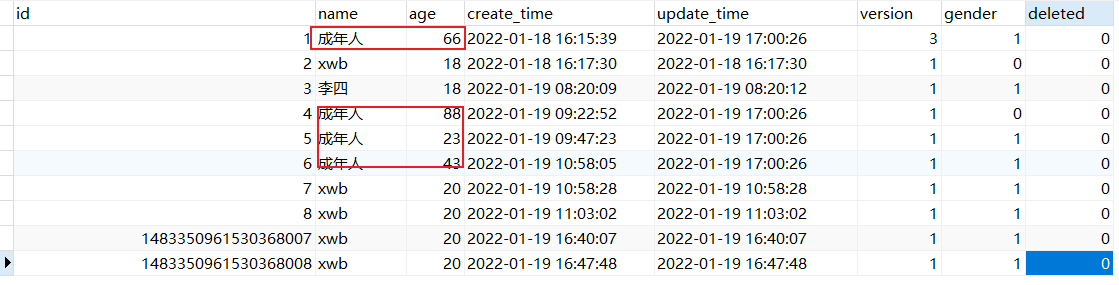 id name age create_time update_time version gender deleted
1 成年人 66 2022-01-18 16:15:39 2022-01-19 17:00:26 3 1 0
2 xwb 18 2022-01-18 16:17:30 2022-01-18 16:17:30 1 0 0
3 李四 18 2022-01-19 08:20:09 2022-01-19 08:20:12 1 1 0
4 成年人 88 2022-01-19 09:22:52 2022-01-19 17:00:26 1 0 0
5 成年人 23 2022-01-19 09:47:23 2022-01-19 17:00:26 1 1 0
6 成年人 43 2022-01-19 10:58:05 2022-01-19 17:00:26 1 1 0
7 xwb 20 2022-01-19 10:58:28 2022-01-19 10:58:28 1 1 0
8 xwb 20 2022-01-19 11:03:02 2022-01-19 11:03:02 1 1 0
1483350961530368007 xwb 20 2022-01-19 16:40:07 2022-01-19 16:40:07 1 1 0
1483350961530368008 xwb 20 2022-01-19 16:47:48 2022-01-19 16:47:48 1 1 0